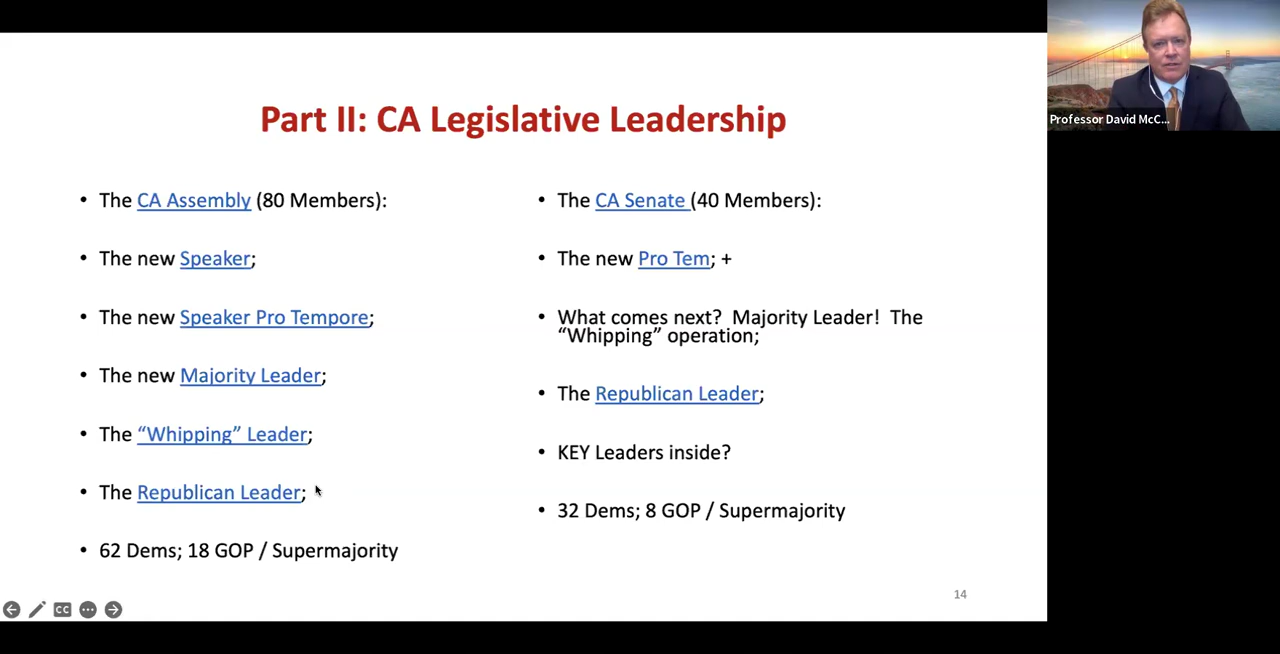 Part II: CA Legislative Leadership
• The CA Assembly (80 Members):
• The new Speaker;
• The new Speaker Pro Tempore;
• The new Majority Leader;
• The “Whipping” Leader;
• The Republican Leader;
• 62 Dems; 18 GOP / Supermajority
• The CA Senate (40 Members):
• The new Pro Tem; +
• What comes next? Majority Leader! The
“Whipping” operation;
• The Republican Leader;
• KEY Leaders inside?
• 32 Dems; 8 GOP / Supermajority
14
CC
Professor David McC...